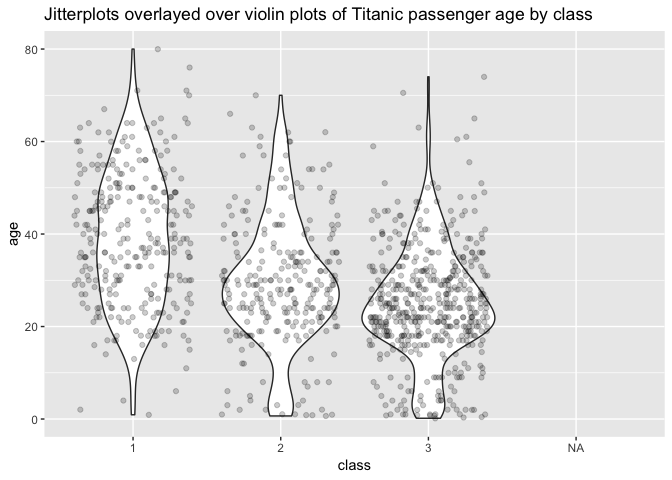 Jitterplots overlayed over violin plots of Titanic passenger age by class
80
60
40
20
0
age
1 2 3 NA
class